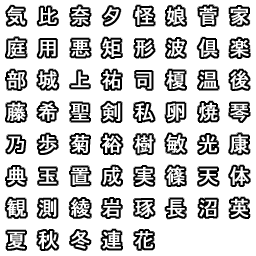 気比奈夕怪娘菅家
庭用悪矩形波倶楽
部城上祐司榎温後
藤希聖剣私卵焼琴
乃歩菊裕樹敏光康
典玉置成実篠天体
観測綾岩琢長沼英
夏秋冬連花